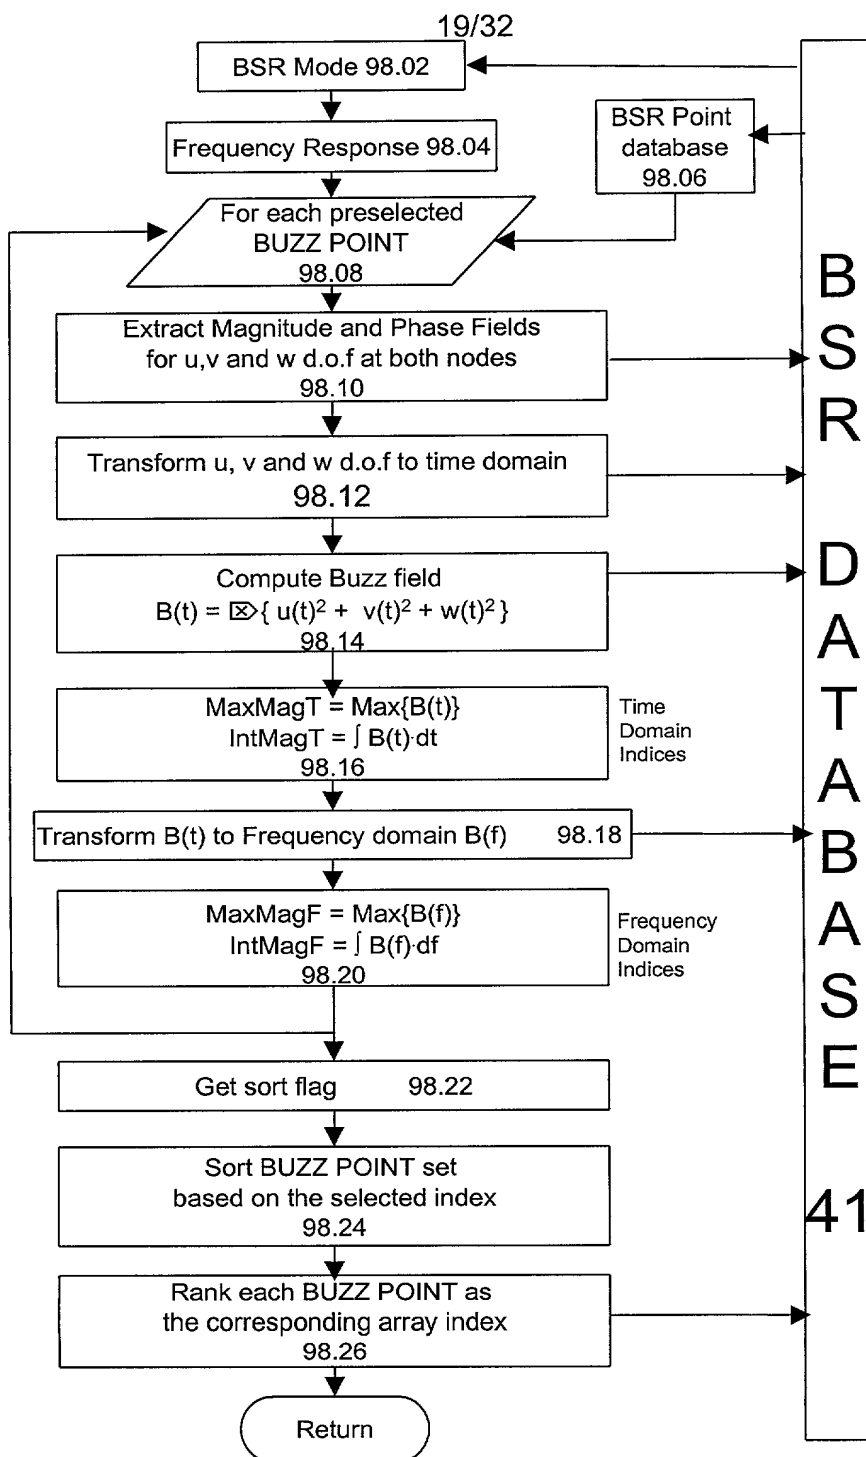 19/32
BSR Mode 98.02
Frequency Response 98.04
BSR Point
database
98.06
For each preselected
BUZZ POINT
98.08
Extract Magnitude and Phase Fields
for u,v and w d.o.f at both nodes
98.10
Transform u, v and w d.o.f to time domain
98.12
Compute Buzz field
B(t) = ⌦{ u(t)² + v(t)² + w(t)² }
98.14
MaxMagT = Max{B(t)}
IntMagT = ∫ B(t)·dt
98.16
Time
Domain
Indices
Transform B(t) to Frequency domain B(f) 98.18
MaxMagF = Max{B(f)}
IntMagF = ∫ B(f)·df
98.20
Frequency
Domain
Indices
Get sort flag 98.22
Sort BUZZ POINT set
based on the selected index
98.24
Rank each BUZZ POINT as
the corresponding array index
98.26
Return
BSR DATABASE 41